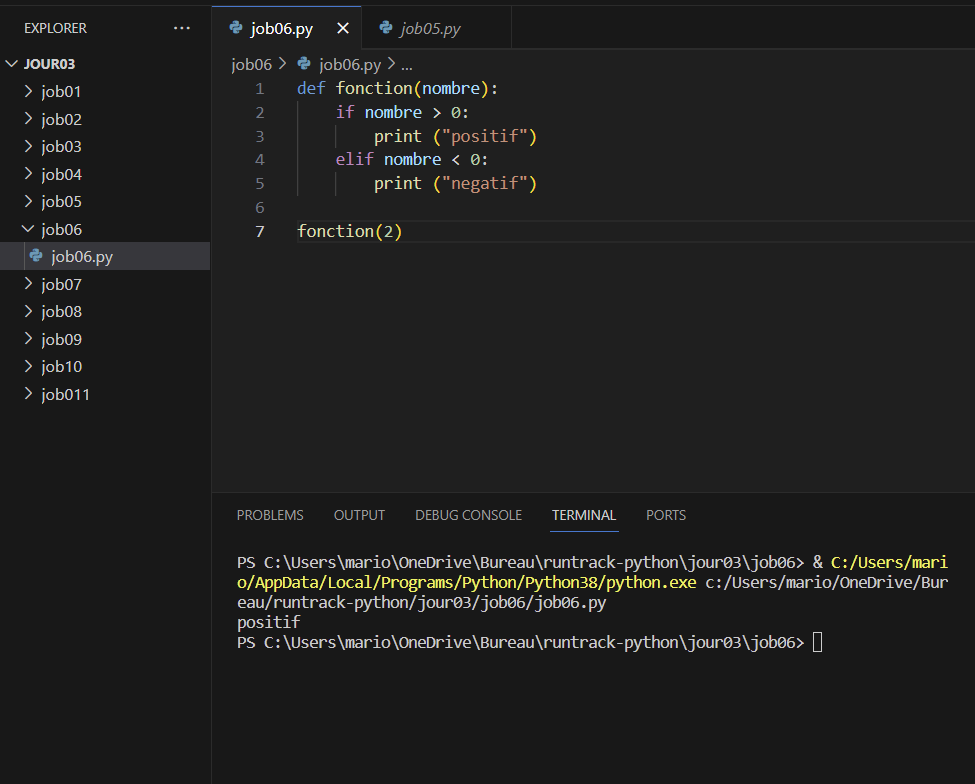 EXPLORER ...
JOUR03
job01
job02
job03
job04
job05
job06
job06.py
job07
job08
job09
job10
job011
job06.py job05.py
job06 > job06.py > ...
1 def fonction(nombre):
2     if nombre > 0:
3         print ("positif")
4     elif nombre < 0:
5         print ("negatif")
6
7 fonction(2)
PROBLEMS OUTPUT DEBUG CONSOLE TERMINAL PORTS
PS C:\Users\mario\OneDrive\Bureau\runtrack-python\jour03\job06> & C:/Users/mari
o/AppData/Local/Programs/Python/Python38/python.exe c:/Users/mario/OneDrive/Bur
eau/runtrack-python/jour03/job06/job06.py
positif
PS C:\Users\mario\OneDrive\Bureau\runtrack-python\jour03\job06>